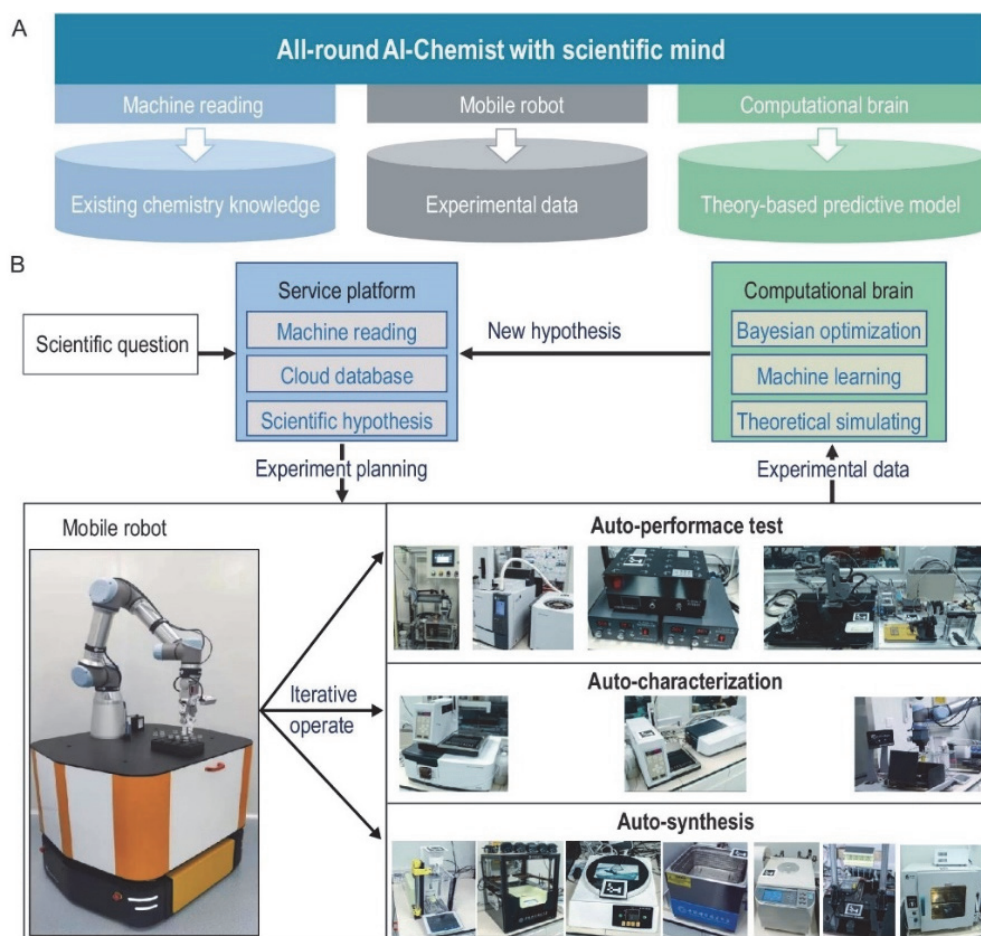 A
All-round AI-Chemist with scientific mind
Machine reading
Mobile robot
Computational brain
Existing chemistry knowledge
Experimental data
Theory-based predictive model
B
Service platform
Computational brain
Scientific question
Machine reading
New hypothesis
Bayesian optimization
Cloud database
Machine learning
Scientific hypothesis
Theoretical simulating
Experiment planning
Experimental data
Mobile robot
Auto-performace test
Iterative
operate
Auto-characterization
Auto-synthesis